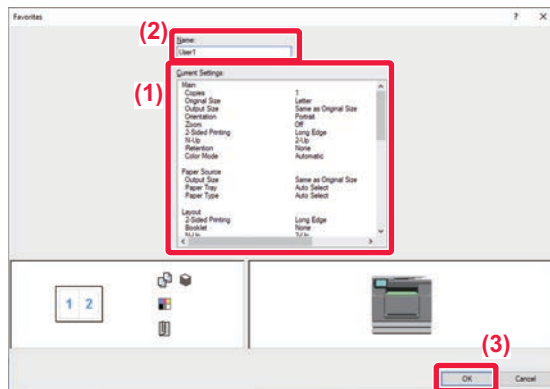 Favorites ? X
(2)
Name:
User1
(1)
Current Settings:
Main
Copies 1
Original Size Letter
Output Size Same as Original Size
Orientation Portrait
Zoom Off
2-Sided Printing Long Edge
N-Up 2-Up
Retention None
Color Mode Automatic
Paper Source
Output Size Same as Original Size
Paper Tray Auto Select
Paper Type Auto Select
Layout
2-Sided Printing Long Edge
Booklet None
N-Up 2-Up
1 2
(3)
OK Cancel